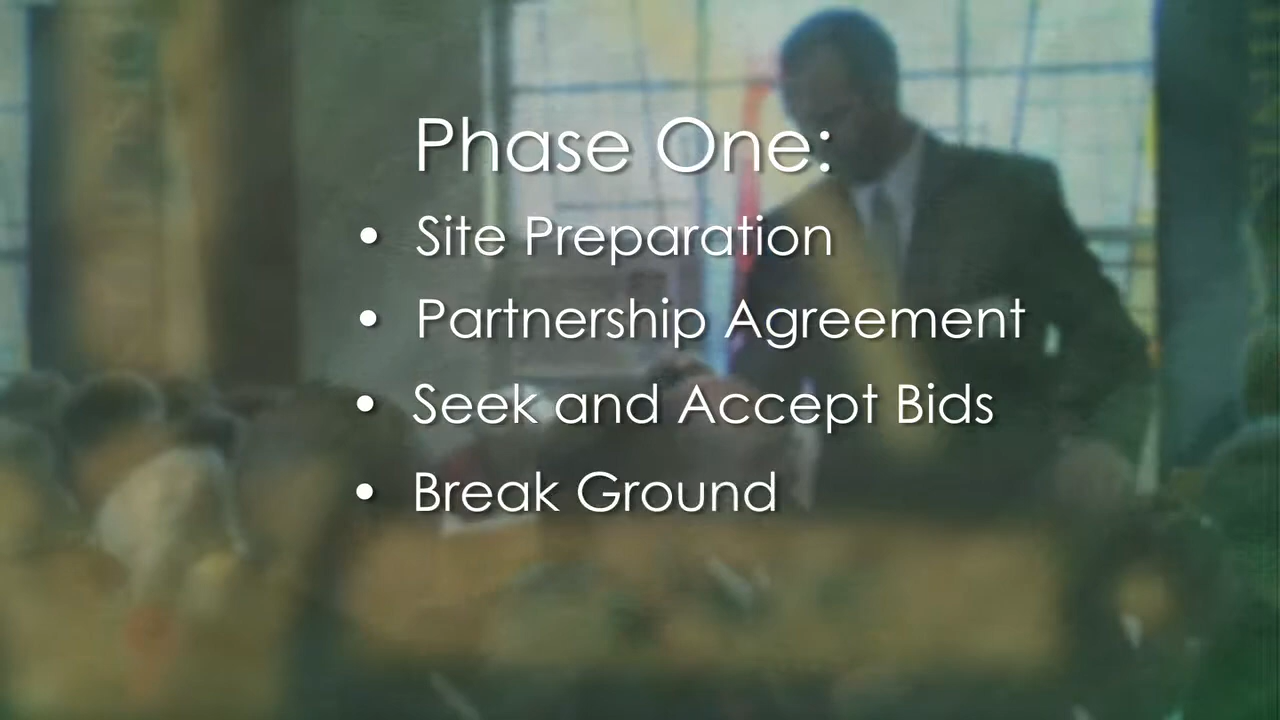 Phase One:
• Site Preparation
• Partnership Agreement
• Seek and Accept Bids
• Break Ground